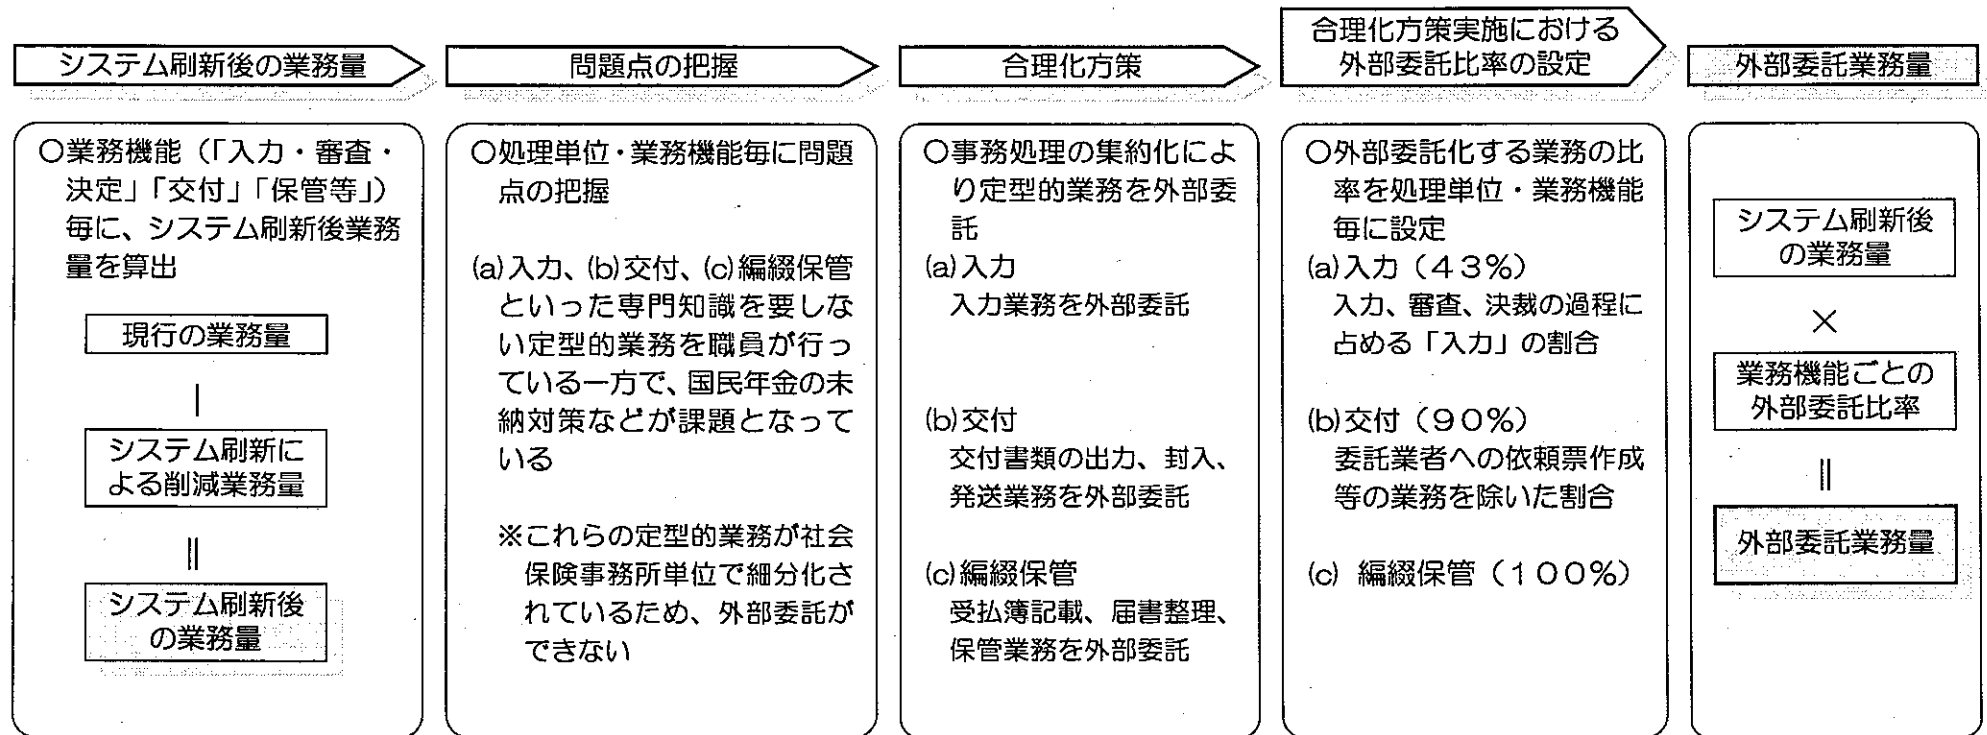 システム刷新後の業務量
問題点の把握
合理化方策
合理化方策実施における
外部委託比率の設定
外部委託業務量
〇業務機能（「入力・審査・
決定」「交付」「保管等」）
毎に、システム刷新後業務
量を算出
現行の業務量
｜
システム刷新に
よる削減業務量
||
システム刷新後
の業務量
〇処理単位・業務機能毎に問題
点の把握
(a)入力、(b)交付、(c)編綴保管
といった専門知識を要しな
い定型的業務を職員が行っ
ている一方で、国民年金の未
納対策などが課題となって
いる
※これらの定型的業務が社会
保険事務所単位で細分化さ
れているため、外部委託が
できない
〇事務処理の集約化によ
り定型的業務を外部委
託
(a)入力
入力業務を外部委託
(b)交付
交付書類の出力、封入、
発送業務を外部委託
(c)編綴保管
受払簿記載、届書整理、
保管業務を外部委託
〇外部委託化する業務の比
率を処理単位・業務機能
毎に設定
(a)入力（４３％）
入力、審査、決裁の過程に
占める「入力」の割合
(b)交付（９０％）
委託業者への依頼票作成
等の業務を除いた割合
(c) 編綴保管（１００％）
システム刷新後
の業務量
×
業務機能ごとの
外部委託比率
||
外部委託業務量